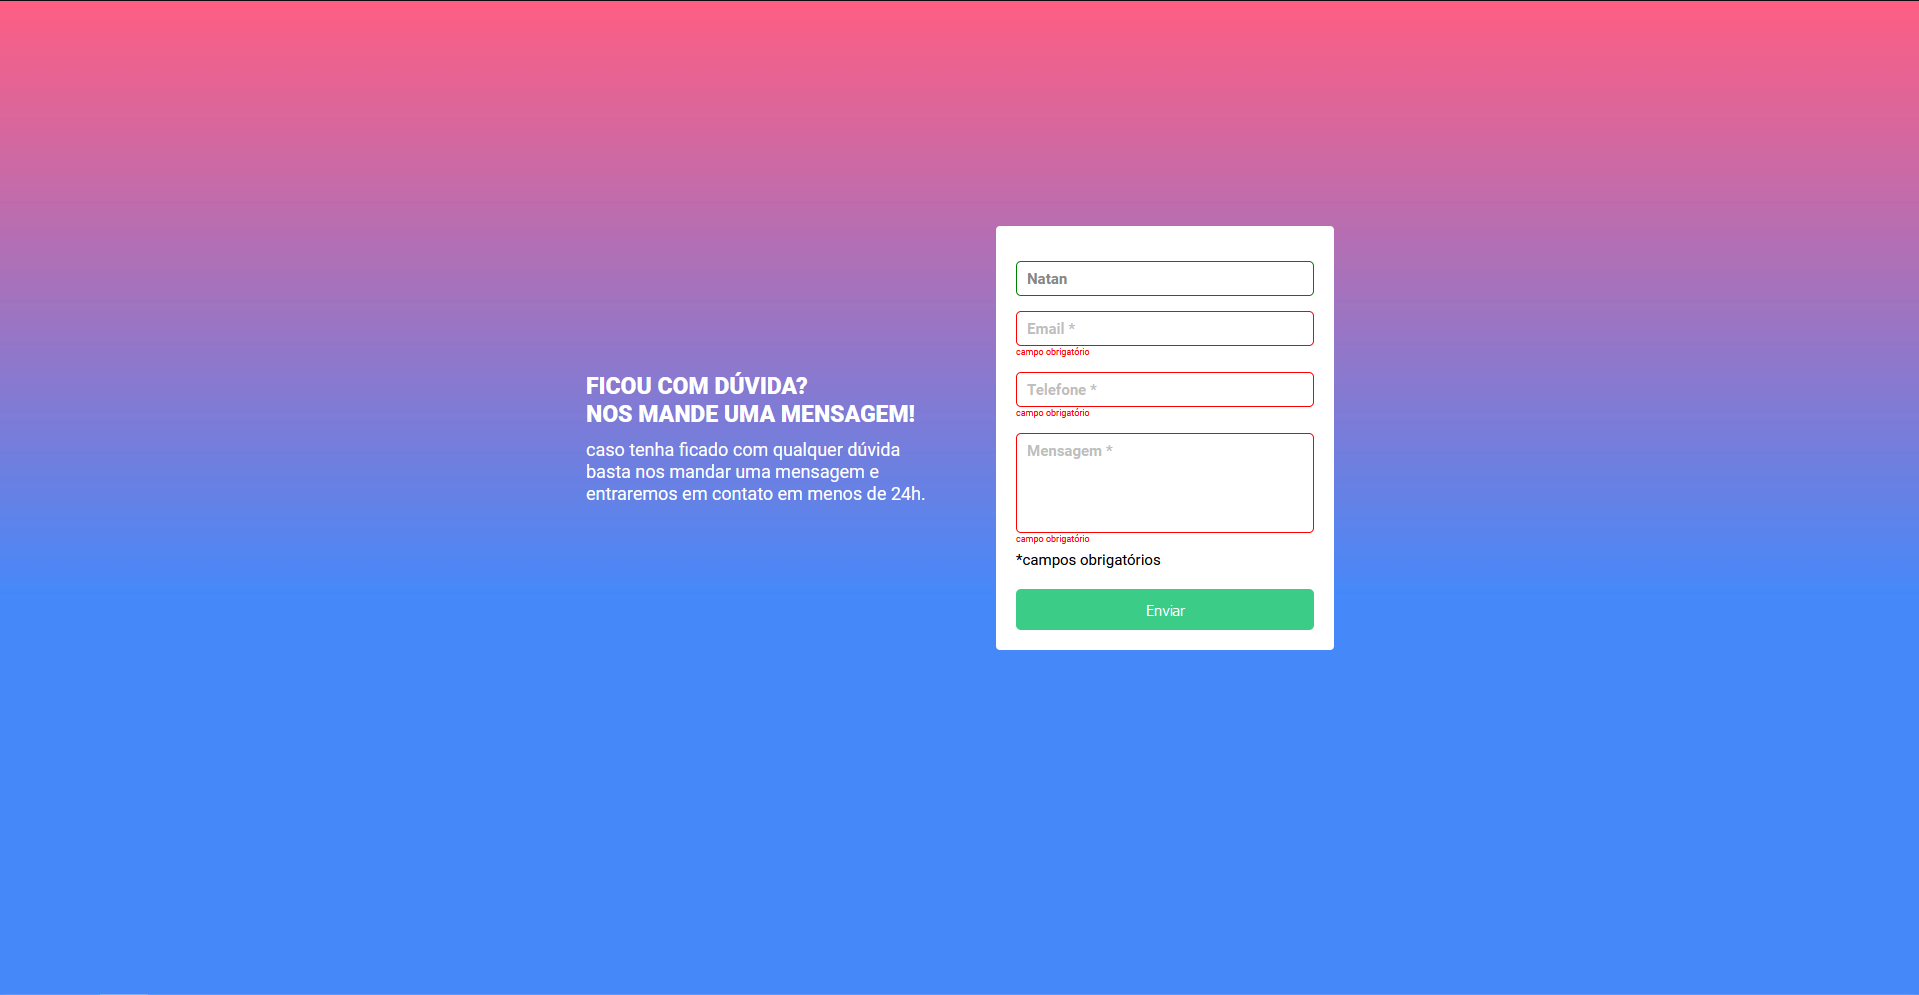 FICOU COM DÚVIDA?
NOS MANDE UMA MENSAGEM!
caso tenha ficado com qualquer dúvida
basta nos mandar uma mensagem e
entraremos em contato em menos de 24h.
Natan
Email *
campo obrigatório
Telefone *
campo obrigatório
Mensagem *
campo obrigatório
*campos obrigatórios
Enviar